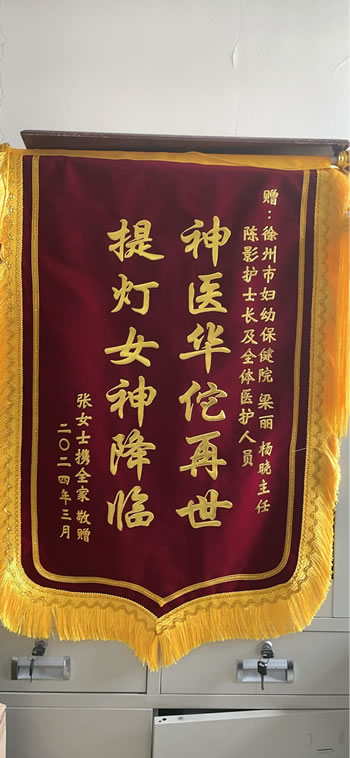 赠：徐州市妇幼保健院 梁丽 杨晓主任
陈影护士长及全体医护人员
神医华佗再世
提灯女神降临
张女士携全家 敬赠
二〇二四年三月